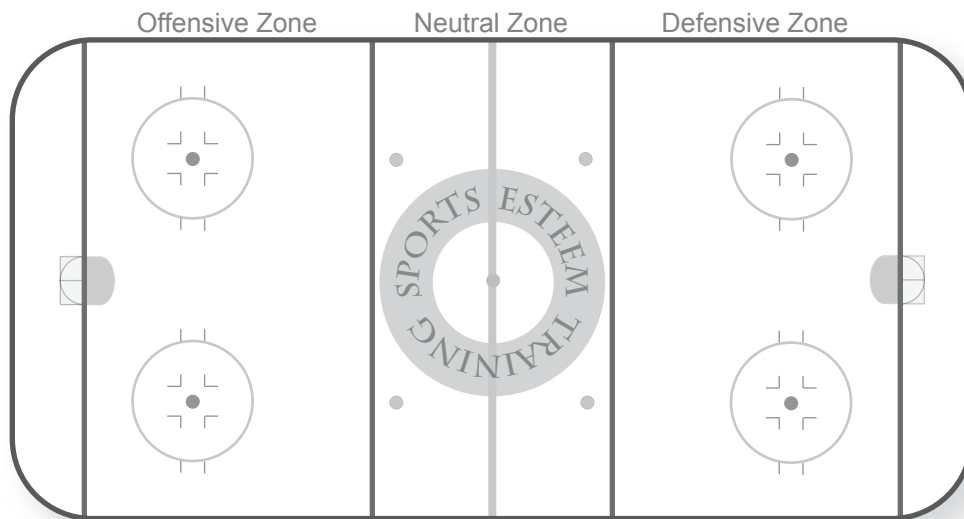 Offensive Zone Neutral Zone Defensive Zone
SPORTS ESTEEM TRAINING